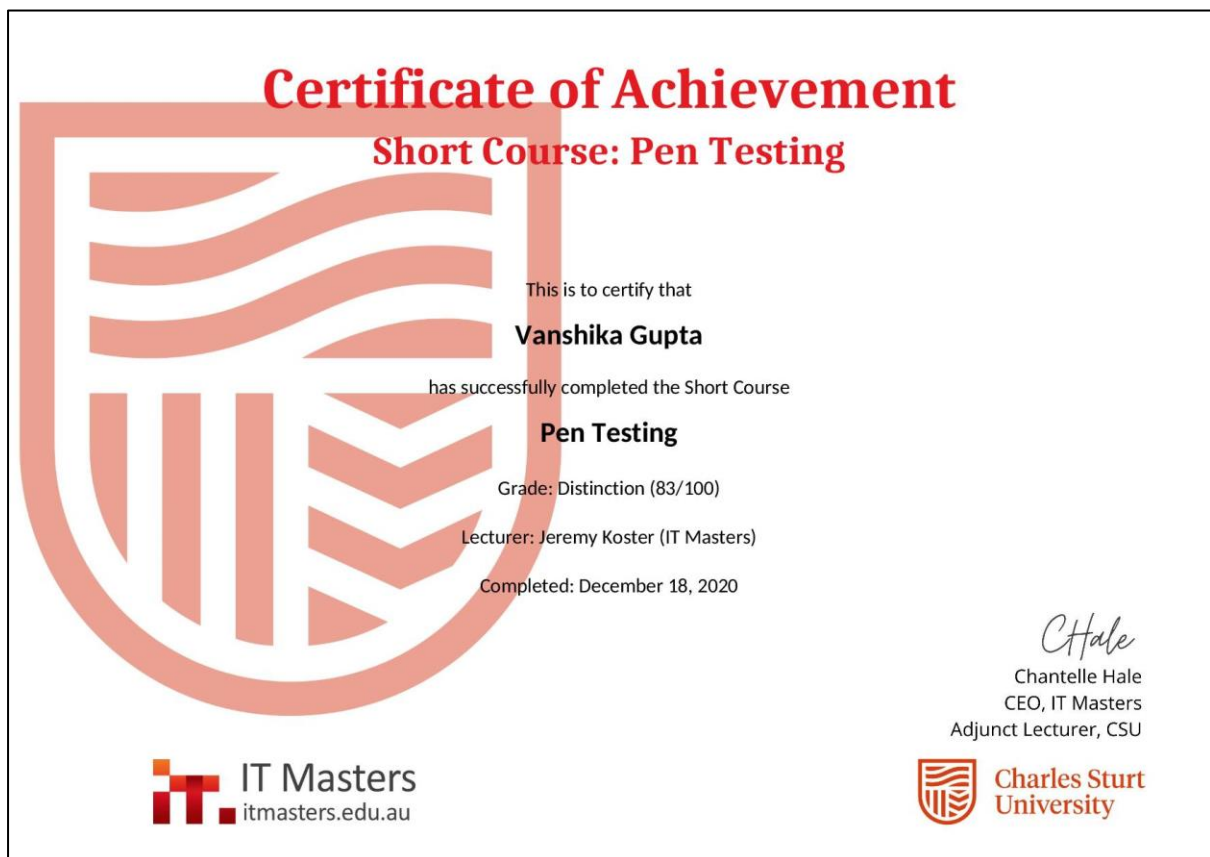 Certificate of Achievement
Short Course: Pen Testing
This is to certify that
Vanshika Gupta
has successfully completed the Short Course
Pen Testing
Grade: Distinction (83/100)
Lecturer: Jeremy Koster (IT Masters)
Completed: December 18, 2020
CHale
Chantelle Hale
CEO, IT Masters
Adjunct Lecturer, CSU
it.
IT Masters
itmasters.edu.au
Charles Sturt
University